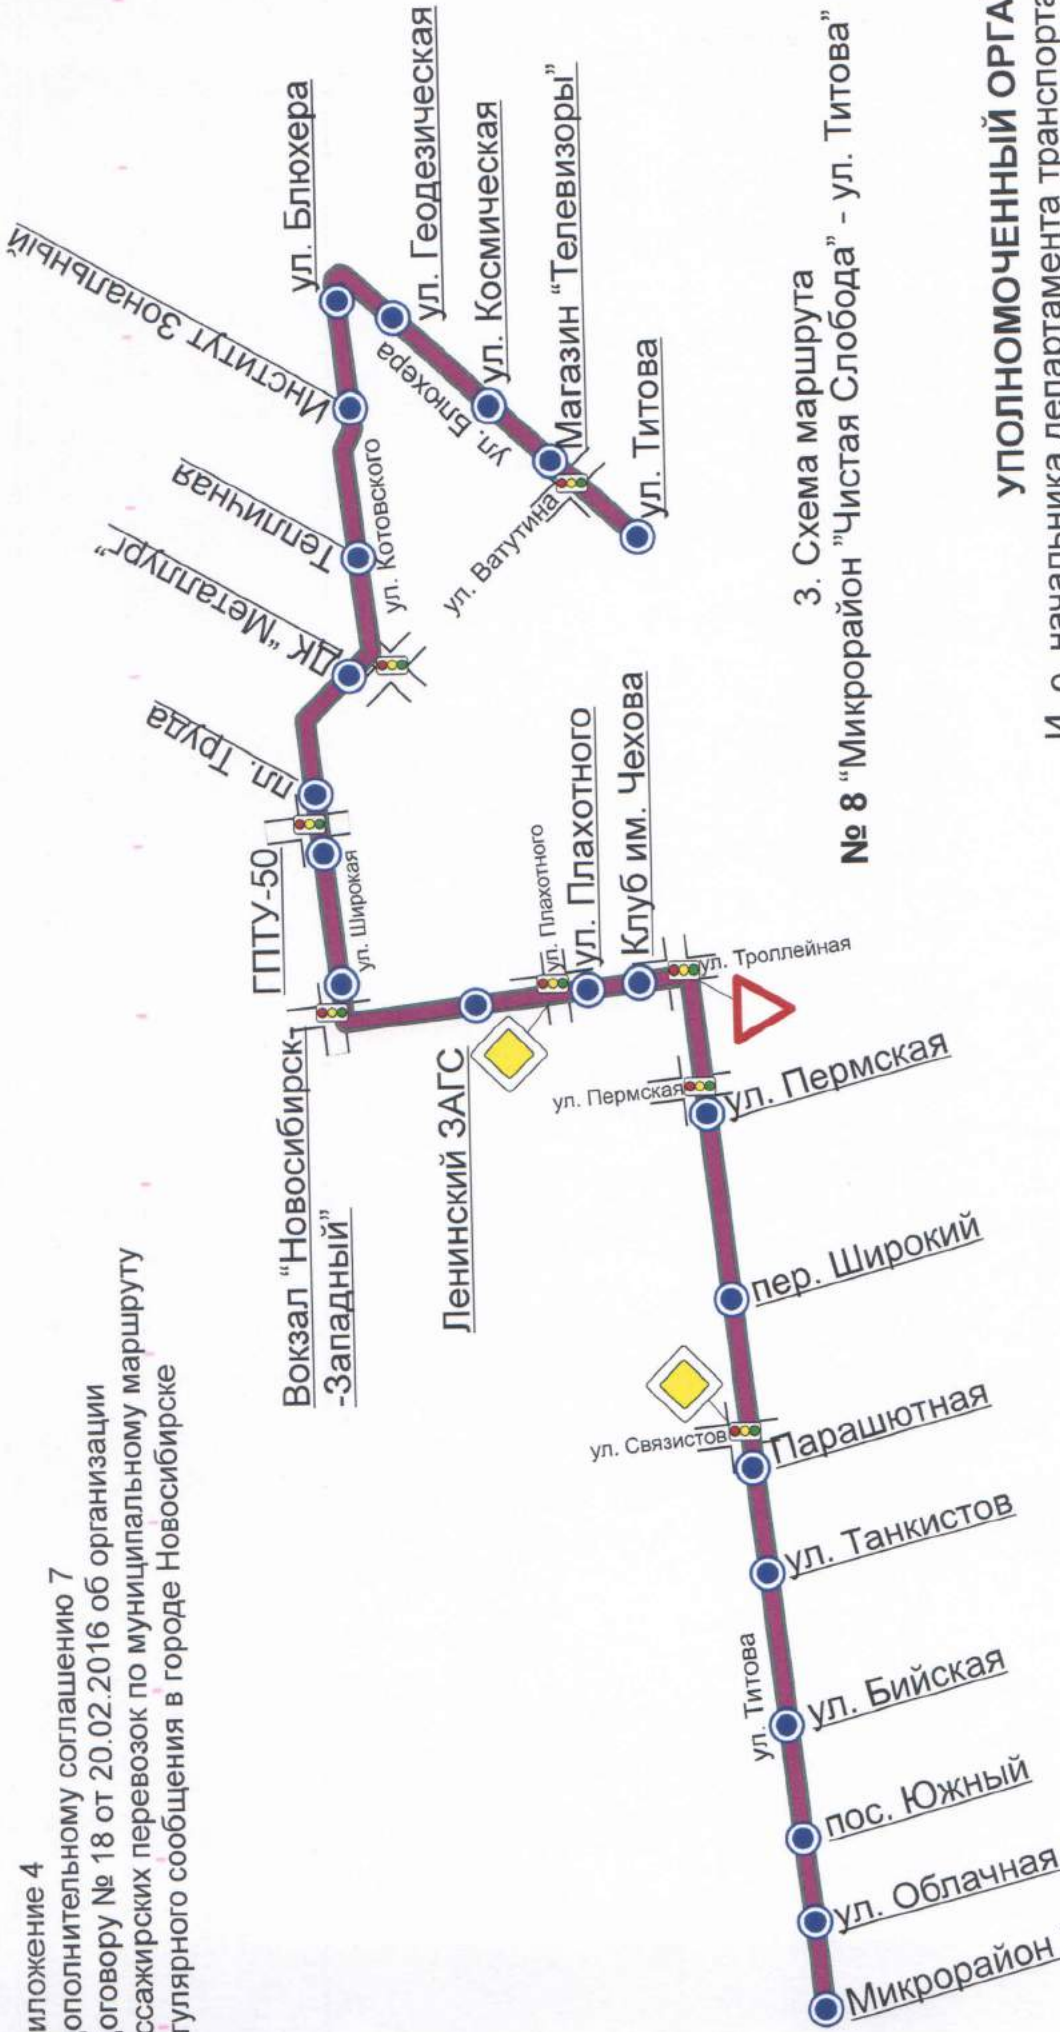 иложение 4
ополнительному соглашению 7
оговору № 18 от 20.02.2016 об организации
ссажирских перевозок по муниципальному маршруту
гулярного сообщения в городе Новосибирске
Микрорайон
ул. Облачная
пос. Южный
ул. Бийская
ул. Титова
ул. Танкистов
Парашютная
ул. Связистов
пер. Широкий
ул. Пермская
ул. Пермская
ул. Троллейная
Клуб им. Чехова
ул. Плахотного
ул. Плахотного
Ленинский ЗАГС
Вокзал "Новосибирск-
-Западный"
ул. Широкая
ГПТУ-50
пл. Труда
ДК "Металлург"
ул. Котовского
Тепличная
Институт Зональный
ул. Блюхера
ул. Геодезическая
ул. Блюхера
ул. Космическая
Магазин "Телевизоры"
ул. Ватутина
ул. Титова
3. Схема маршрута
№ 8 "Микрорайон "Чистая Слобода" - ул. Титова"
УПОЛНОМОЧЕННЫЙ ОРГА
И. о. начальника департамента транспорта